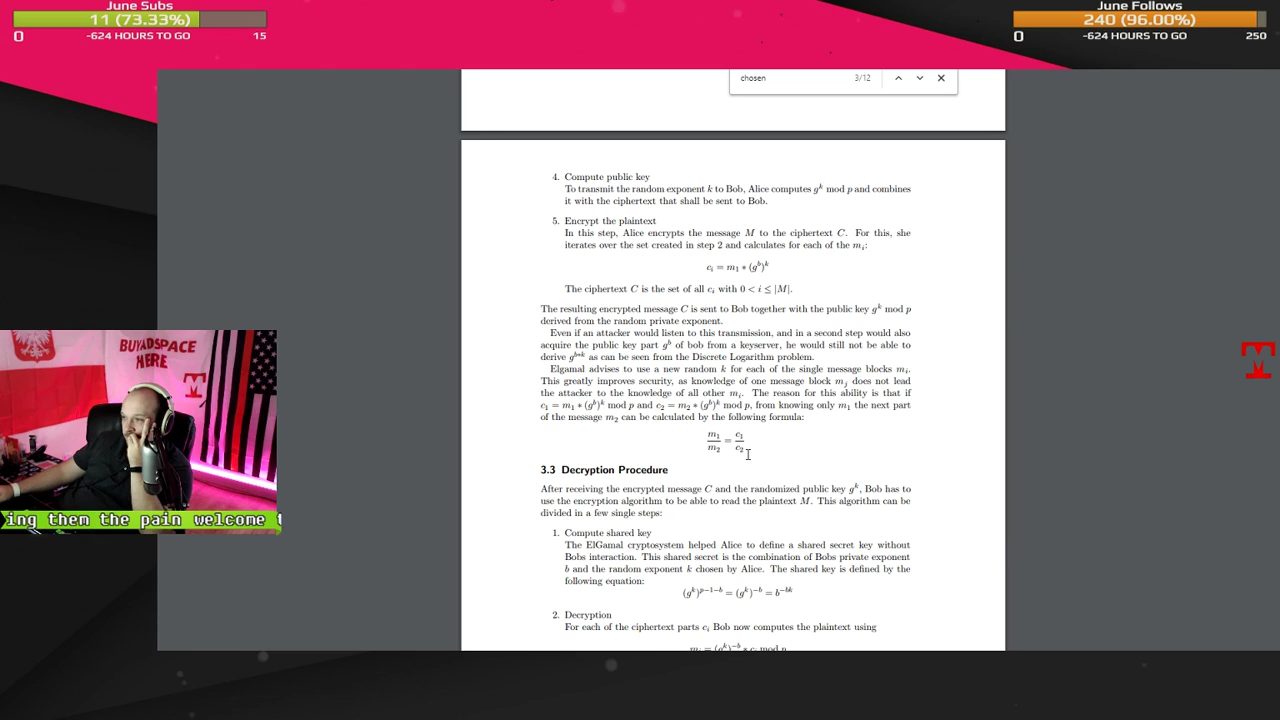 June Subs
11 (73.33%)
0 -624 HOURS TO GO 15
June Follows
240 (96.00%)
0 -624 HOURS TO GO 250
chosen 3/12
4. Compute public key
To transmit the random exponent k to Bob, Alice computes g^k mod p and combines
it with the ciphertext that shall be sent to Bob.
5. Encrypt the plaintext
In this step, Alice encrypts the message M to the ciphertext C. For this, she
iterates over the set created in step 2 and calculates for each of the m_i:
c_i = m_1 * (g^b)^k
The ciphertext C is the set of all c_i with 0 < i ≤ |M|.
The resulting encrypted message C is sent to Bob together with the public key g^k mod p
derived from the random private exponent.
Even if an attacker would listen to this transmission, and in a second step would also
acquire the public key part g^b of bob from a keyserver, he would still not be able to
derive g^{b*k} as can be seen from the Discrete Logarithm problem.
Elgamal advises to use a new random k for each of the single message blocks m_i.
This greatly improves security, as knowledge of one message block m_j does not lead
the attacker to the knowledge of all other m_i. The reason for this ability is that if
c_1 = m_1 * (g^b)^k mod p and c_2 = m_2 * (g^b)^k mod p, from knowing only m_1 the next part
of the message m_2 can be calculated by the following formula:
m_1/m_2 = c_1/c_2
3.3 Decryption Procedure
After receiving the encrypted message C and the randomized public key g^k, Bob has to
use the encryption algorithm to be able to read the plaintext M. This algorithm can be
divided in a few single steps:
1. Compute shared key
The ElGamal cryptosystem helped Alice to define a shared secret key without
Bobs interaction. This shared secret is the combination of Bobs private exponent
b and the random exponent k chosen by Alice. The shared key is defined by the
following equation:
(g^k)^{p-1-b} = (g^k)^{-b} = b^{-bk}
2. Decryption
For each of the ciphertext parts c_i Bob now computes the plaintext using
m_i = (g^k)^{-b} * c_i mod p
BUY ADSPACE
HERE
ing them the pain welcome t